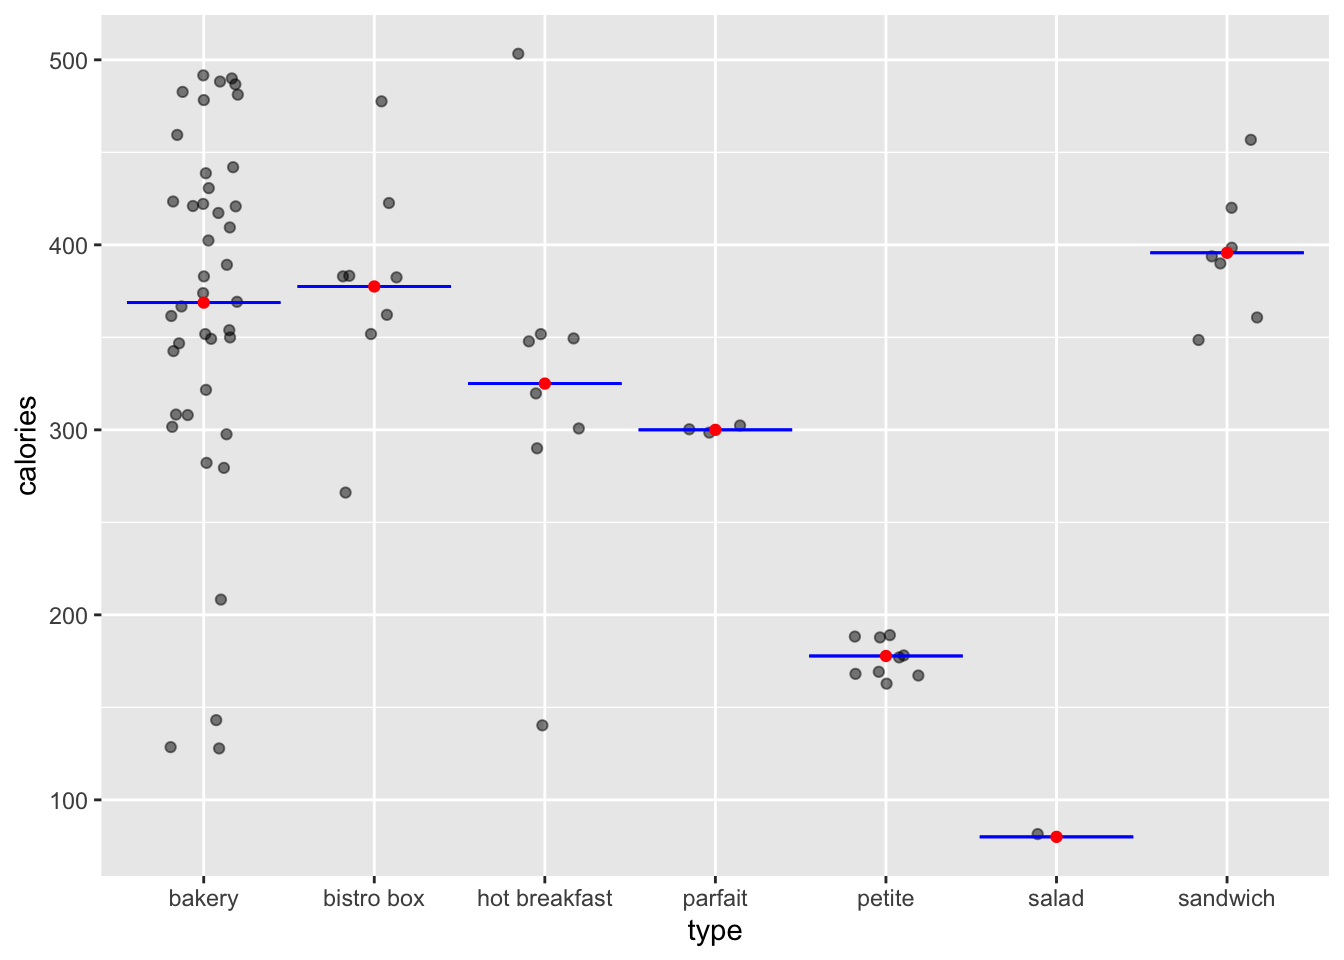 500
400
300
200
100
calories
bakery
bistro box
hot breakfast
parfait
petite
salad
sandwich
type